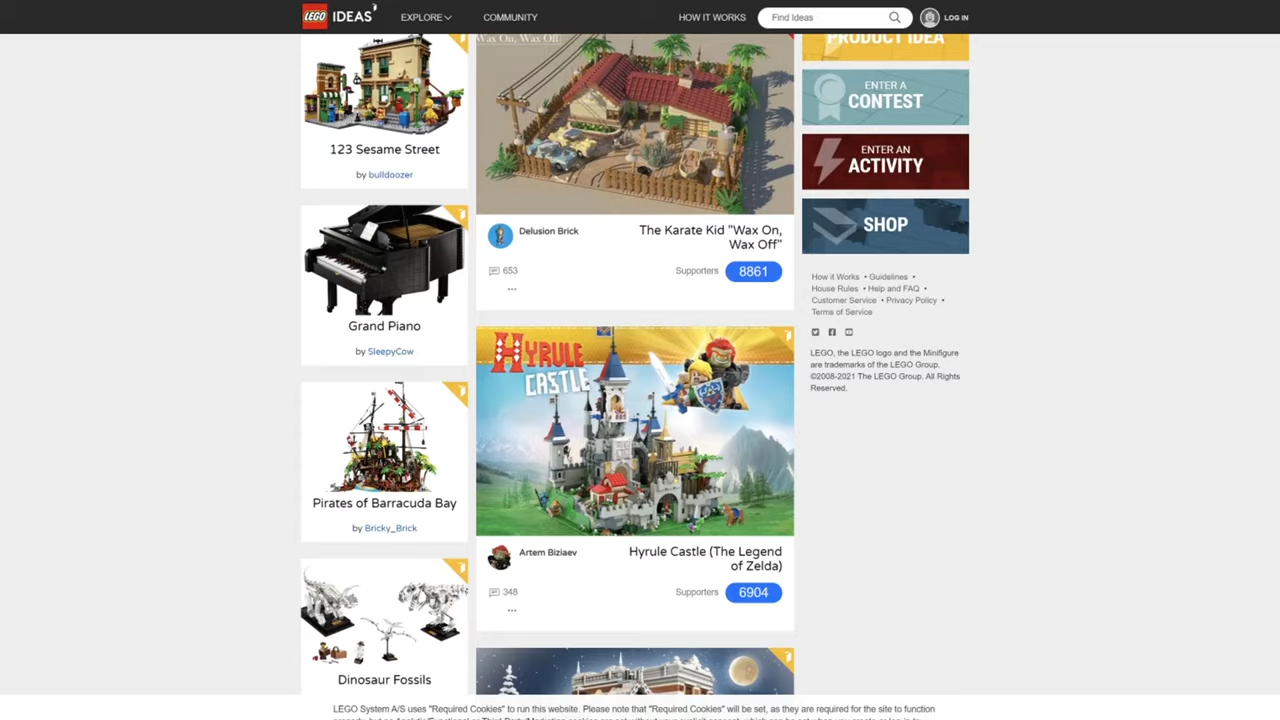 LEGO IDEAS
EXPLORE
COMMUNITY
HOW IT WORKS
Find Ideas
LOG IN
123 Sesame Street
by bulldoozer
Grand Piano
by SleepyCow
Pirates of Barracuda Bay
by Bricky_Brick
Dinosaur Fossils
Wax On, Wax Off
Delusion Brick
The Karate Kid "Wax On,
Wax Off"
653
Supporters 8861
...
HYRULE
CASTLE
Artem Biziaev
Hyrule Castle (The Legend
of Zelda)
348
Supporters 6904
...
PRODUCT IDEA
ENTER A
CONTEST
ENTER AN
ACTIVITY
SHOP
How it Works • Guidelines •
House Rules • Help and FAQ •
Customer Service • Privacy Policy •
Terms of Service
LEGO, the LEGO logo and the Minifigure
are trademarks of the LEGO Group.
©2008-2021 The LEGO Group. All Rights
Reserved.
LEGO System A/S uses "Required Cookies" to run this website. Please note that "Required Cookies" will be set, as they are required for the site to function